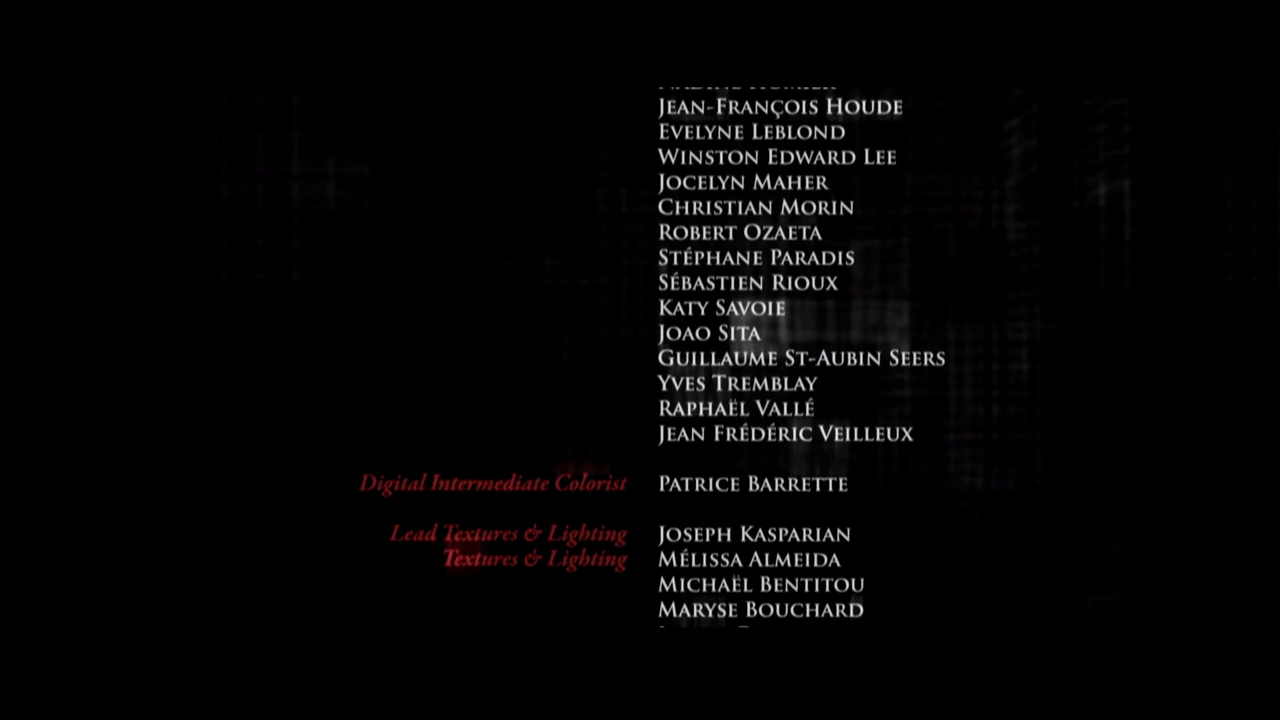 Jean-François Houde
Evelyne Leblond
Winston Edward Lee
Jocelyn Maher
Christian Morin
Robert Ozaeta
Stéphane Paradis
Sébastien Rioux
Katy Savoie
Joao Sita
Guillaume St-Aubin Seers
Yves Tremblay
Raphaël Vallé
Jean Frédéric Veilleux
Digital Intermediate Colorist Patrice Barrette
Lead Textures & Lighting Joseph Kasparian
Textures & Lighting Mélissa Almeida
Michaël Bentitou
Maryse Bouchard